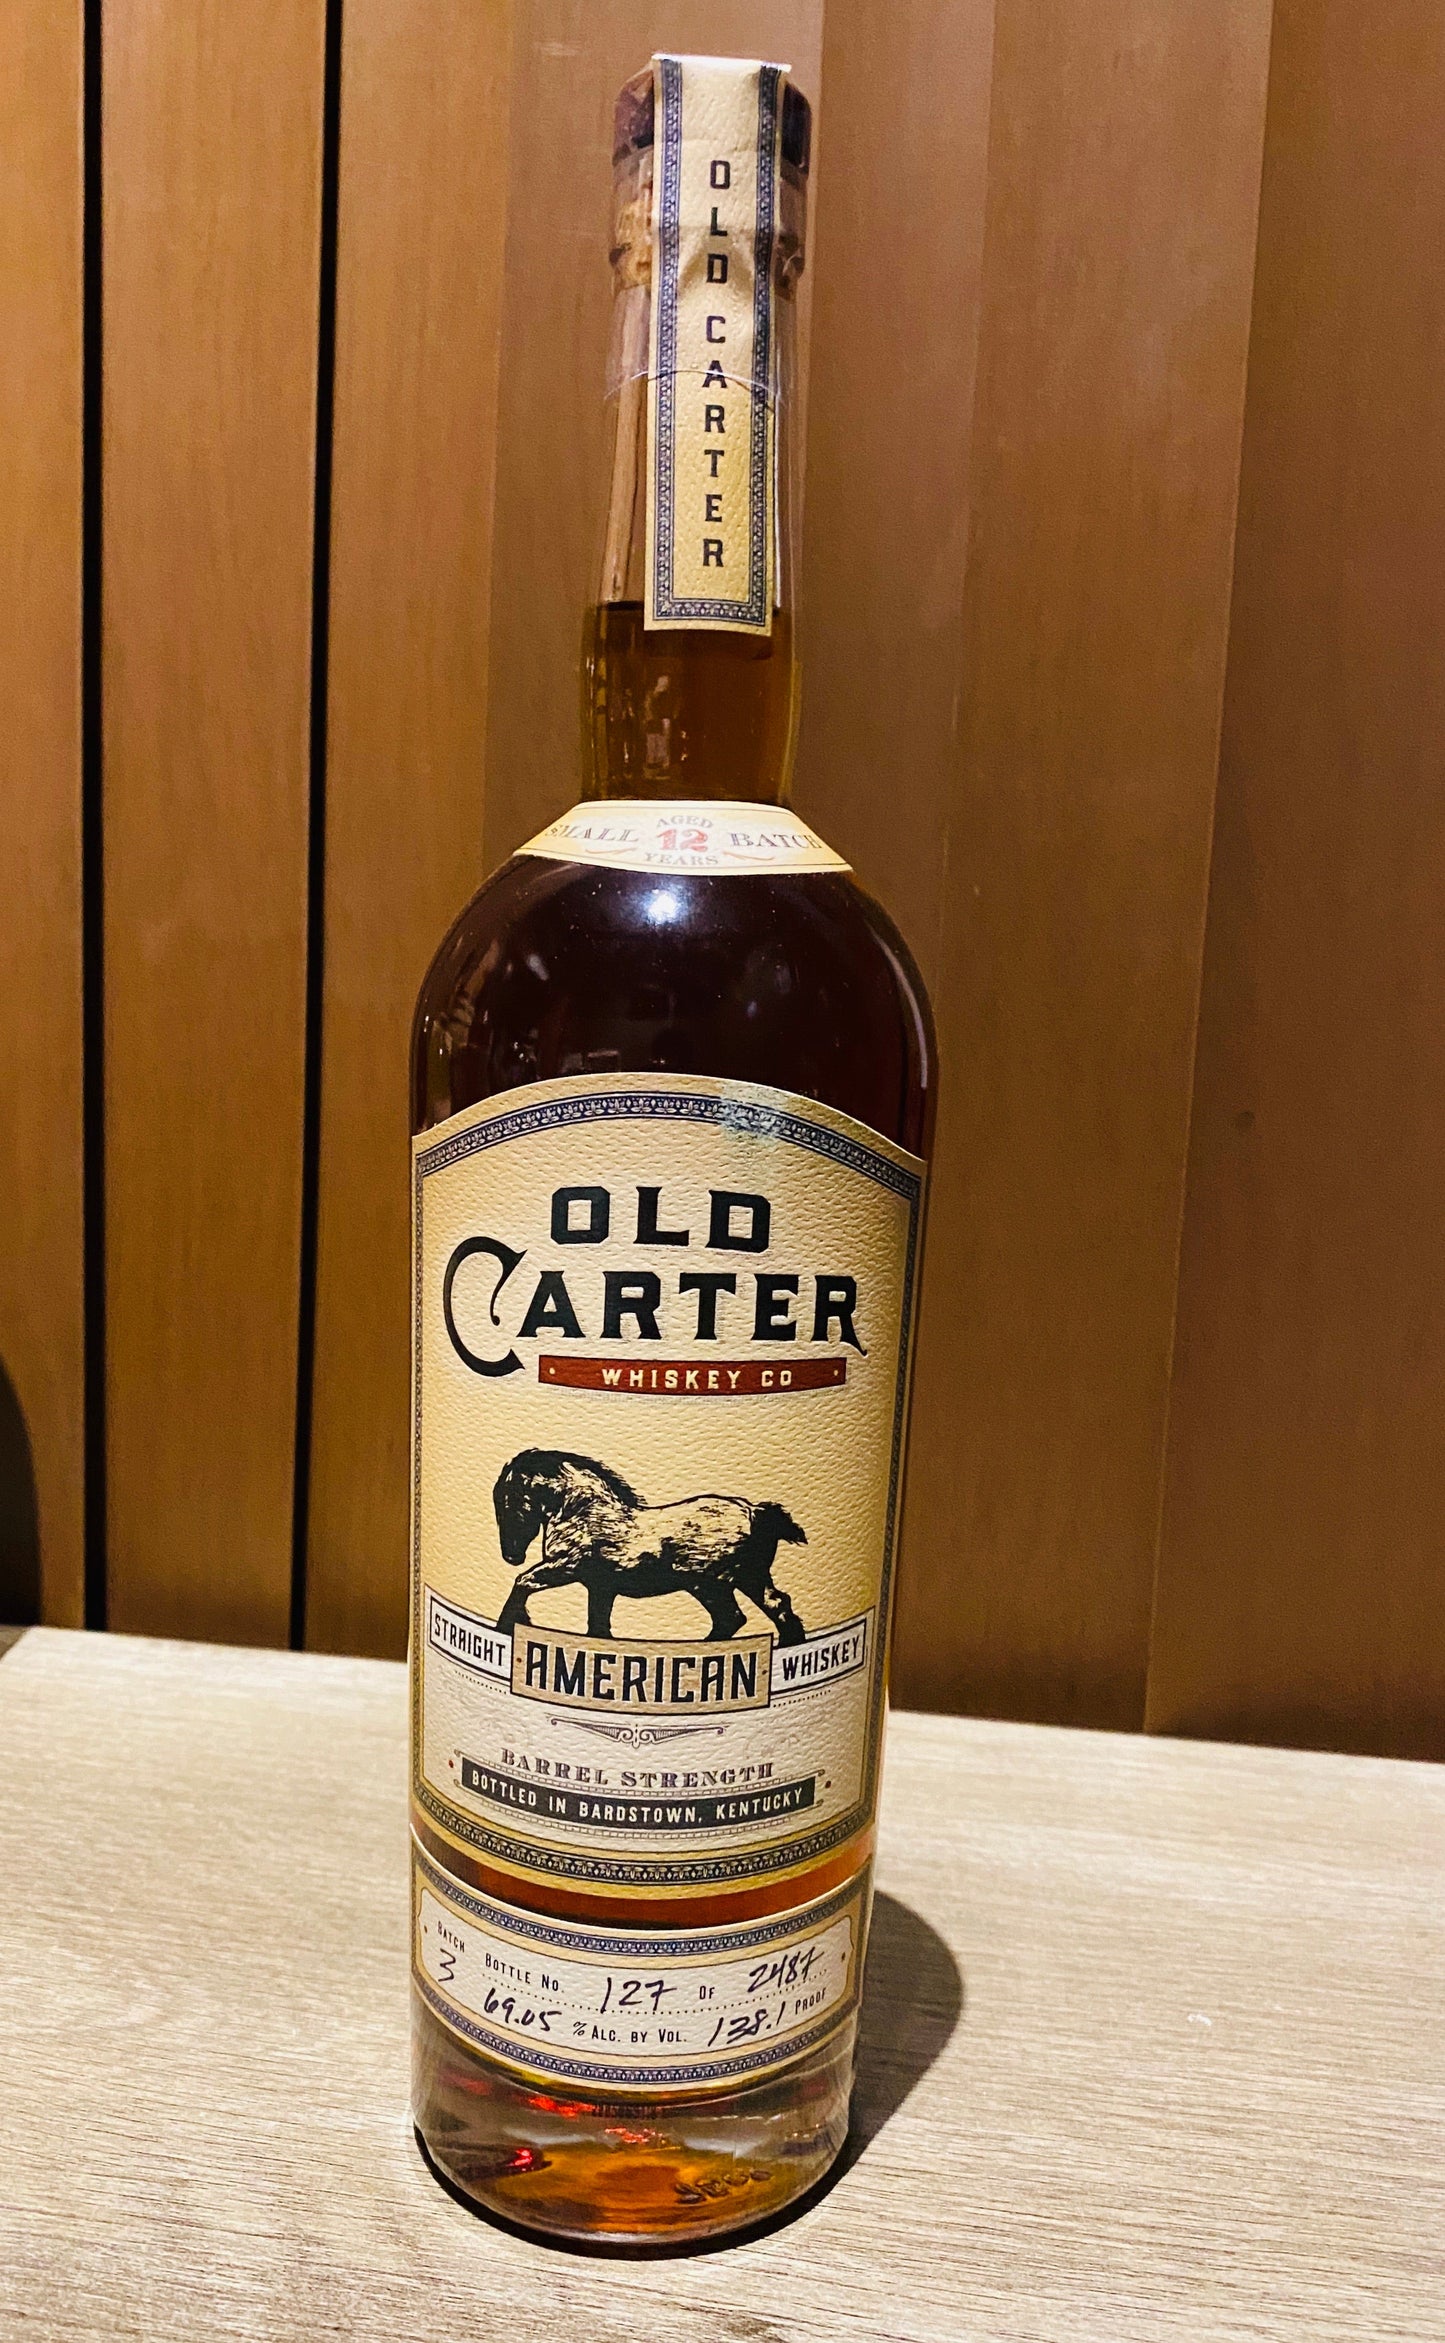 OLD CARTER
SMALL AGED 12 YEARS BATCH
OLD
CARTER
WHISKEY CO
STRAIGHT AMERICAN WHISKEY
BARREL STRENGTH
BOTTLED IN BARDSTOWN, KENTUCKY
BATCH 3 BOTTLE NO. 127 OF 2487
69.05 % ALC. BY VOL. 138.1 PROOF